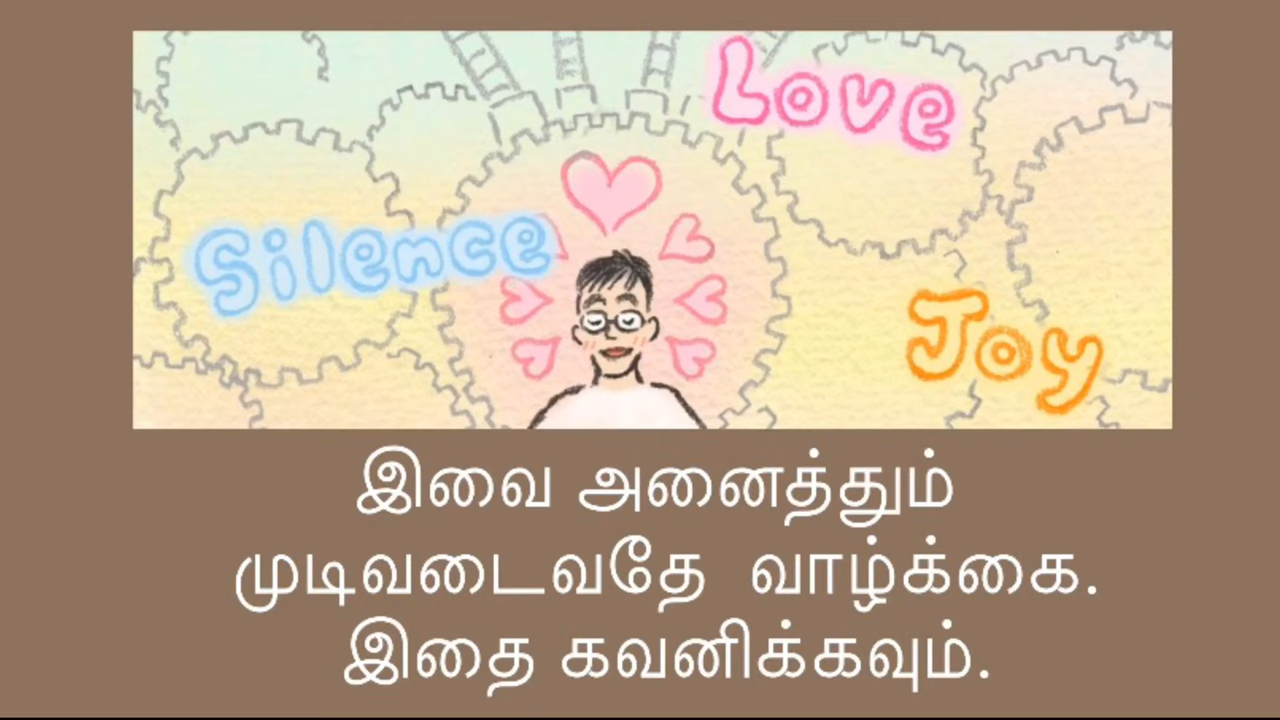 Love
Silence
Joy
இவை அனைத்தும்
முடிவடைவதே வாழ்க்கை.
இதை கவனிக்கவும்.